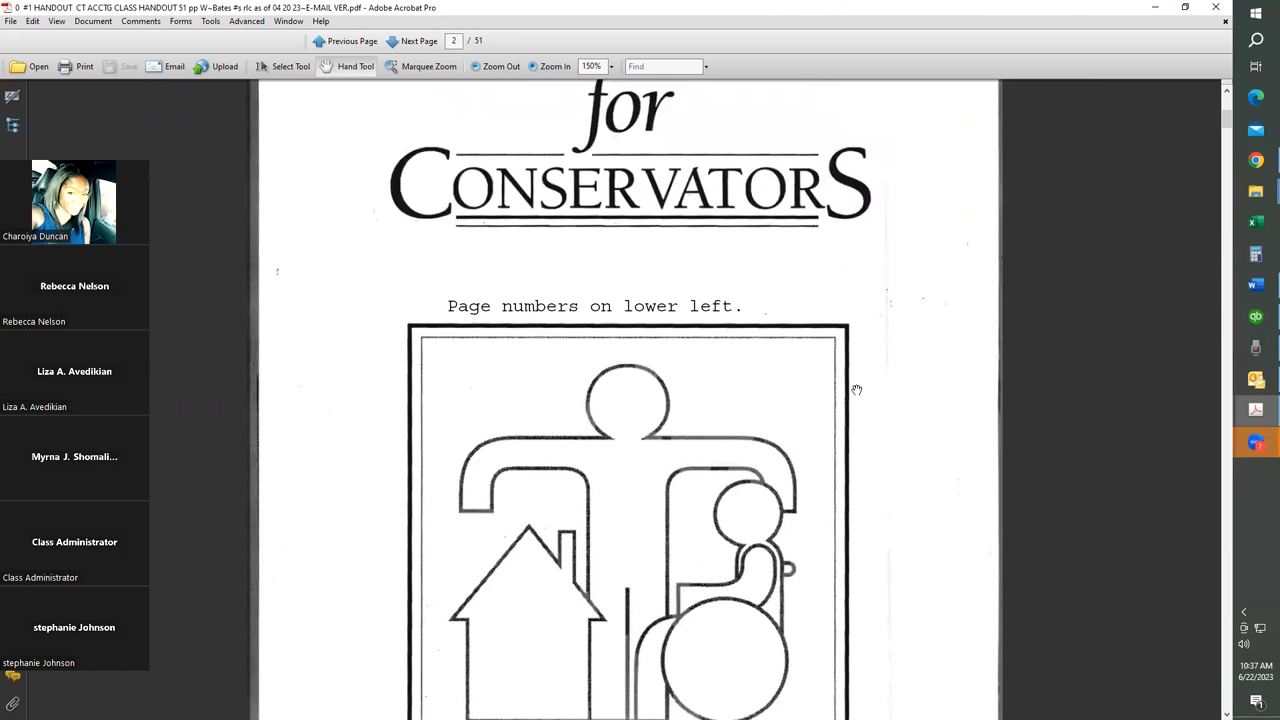 #1 HANDOUT CT ACCTG CLASS HANDOUT 51 pp W~Bates #s rlc as of 04 20 23~E-MAIL VER.pdf - Adobe Acrobat Pro
File Edit View Document Comments Forms Tools Advanced Window Help
Previous Page Next Page 2 / 51
Open Print Save Email Upload Select Tool Hand Tool Marquee Zoom Zoom Out Zoom In 150% Find
for
CONSERVATORS
Page numbers on lower left.
Charoiya Duncan
Rebecca Nelson
Rebecca Nelson
Liza A. Avedikian
Liza A. Avedikian
Myrna J. Shomali...
Class Administrator
Class Administrator
stephanie Johnson
stephanie Johnson
10:37 AM
6/22/2023